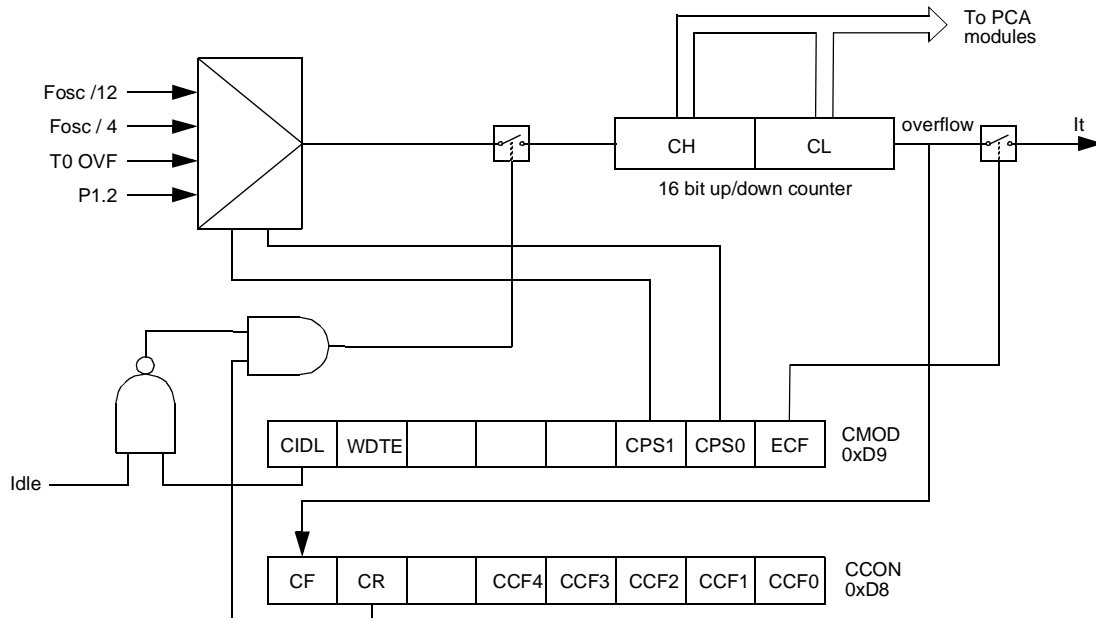 To PCA
modules
Fosc /12
Fosc / 4
T0 OVF
P1.2
CH
CL
overflow
It
16 bit up/down counter
CIDL
WDTE
CPS1
CPS0
ECF
CMOD
0xD9
Idle
CF
CR
CCF4
CCF3
CCF2
CCF1
CCF0
CCON
0xD8